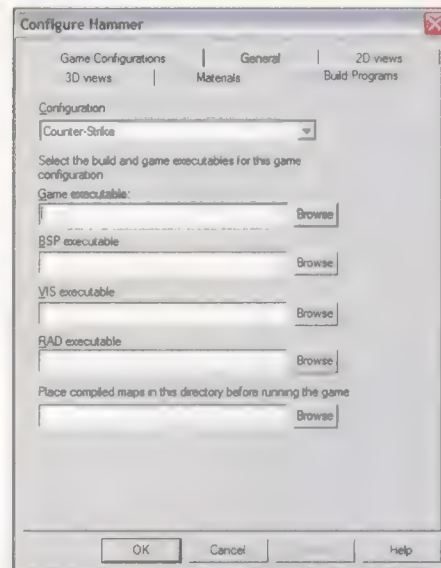 Configure Hammer
Game Configurations General 2D views
3D views Materials Build Programs
Configuration
Counter-Strike
Select the build and game executables for this game
configuration
Game executable:
Browse
BSP executable
Browse
VIS executable
Browse
RAD executable
Browse
Place compiled maps in this directory before running the game
Browse
OK Cancel Help